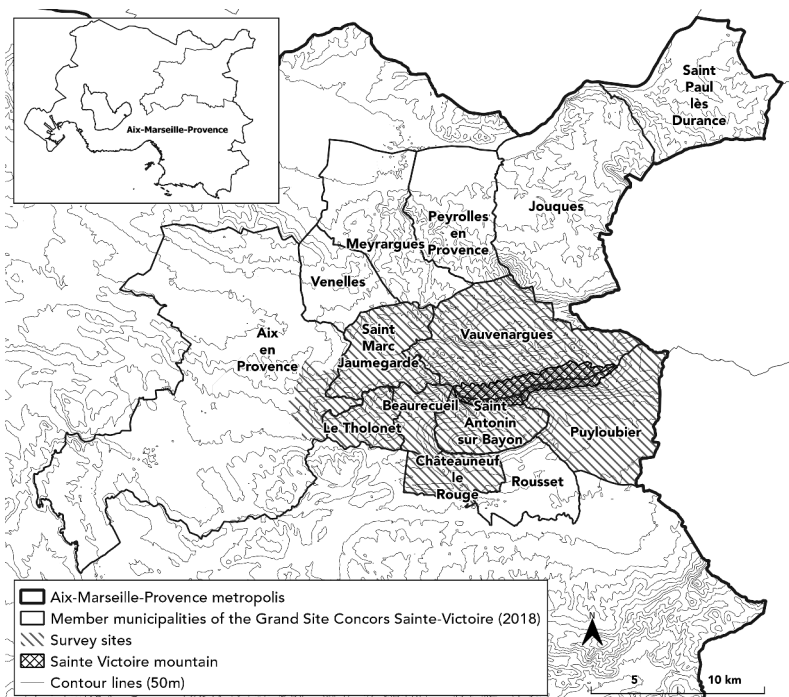 Aix-Marseille-Provence
Saint
Paul
lès
Durance
Jouques
Peyrolles
en
Provence
Meyrargues
Venelles
Aix
en
Provence
Saint
Marc
Jaumegarde
Vauvenargues
Beaurecueil
Saint
Antonin
sur Bayon
Le Tholonet
Puyloubier
Châteauneuf
le
Rouge
Rousset
Aix-Marseille-Provence metropolis
Member municipalities of the Grand Site Concors Sainte-Victoire (2018)
Survey sites
Sainte Victoire mountain
Contour lines (50m)
N
5 10 km